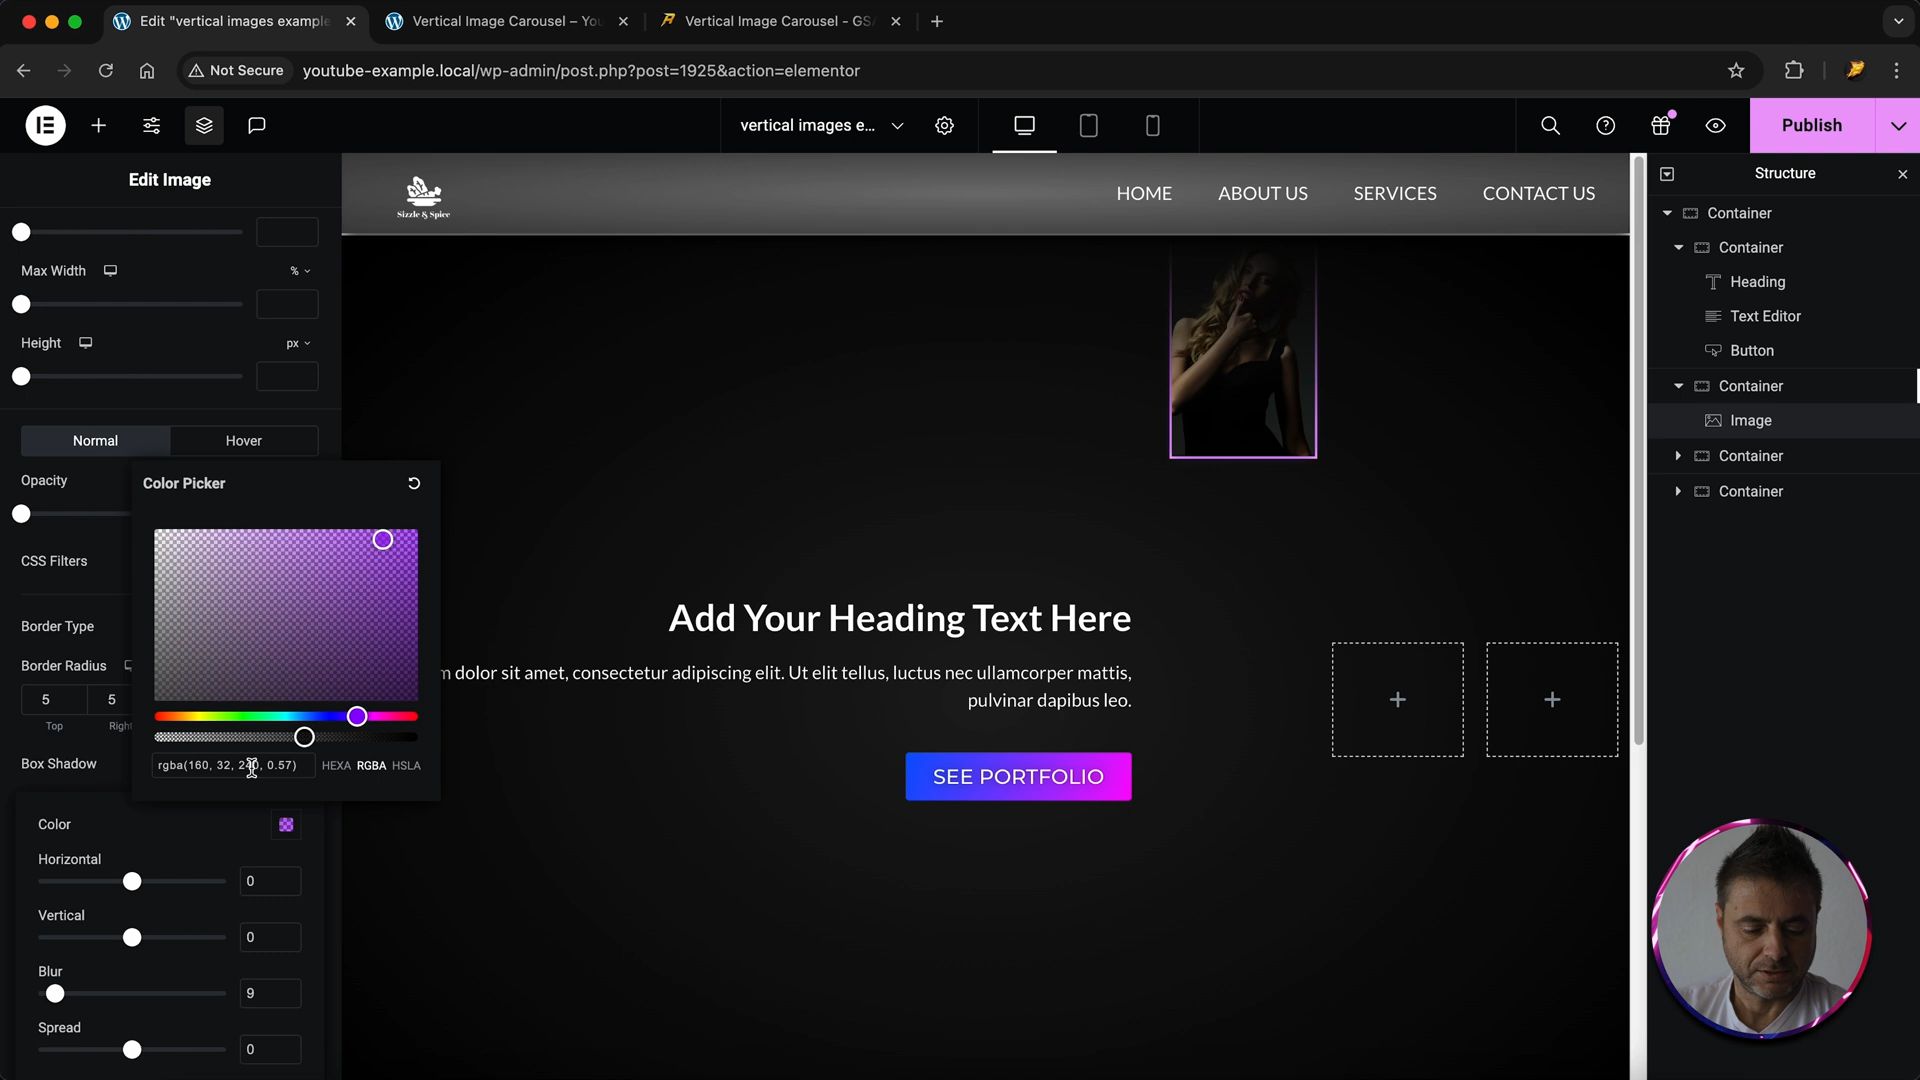 Edit "vertical images example
Vertical Image Carousel – You
Vertical Image Carousel - GSA
Not Secure
youtube-example.local/wp-admin/post.php?post=1925&action=elementor
vertical images e...
Publish
Edit Image
Max Width
%
Height
px
Normal
Hover
Opacity
CSS Filters
Border Type
Border Radius
5
5
Top
Right
Box Shadow
Color Picker
HEXA
RGBA
HSLA
Color
Horizontal
0
Vertical
0
Blur
9
Spread
0
Sizzle & Spice
HOME
ABOUT US
SERVICES
CONTACT US
Add Your Heading Text Here
dolor sit amet, consectetur adipiscing elit. Ut elit tellus, luctus nec ullamcorper mattis,
pulvinar dapibus leo.
SEE PORTFOLIO
Structure
Container
Container
Heading
Text Editor
Button
Container
Image
Container
Container